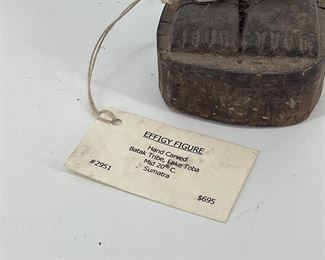 EFFIGY FIGURE
Hand Carved
Batak Tribe, Lake Toba
Mid 20th C.
Sumatra
#2951
$695